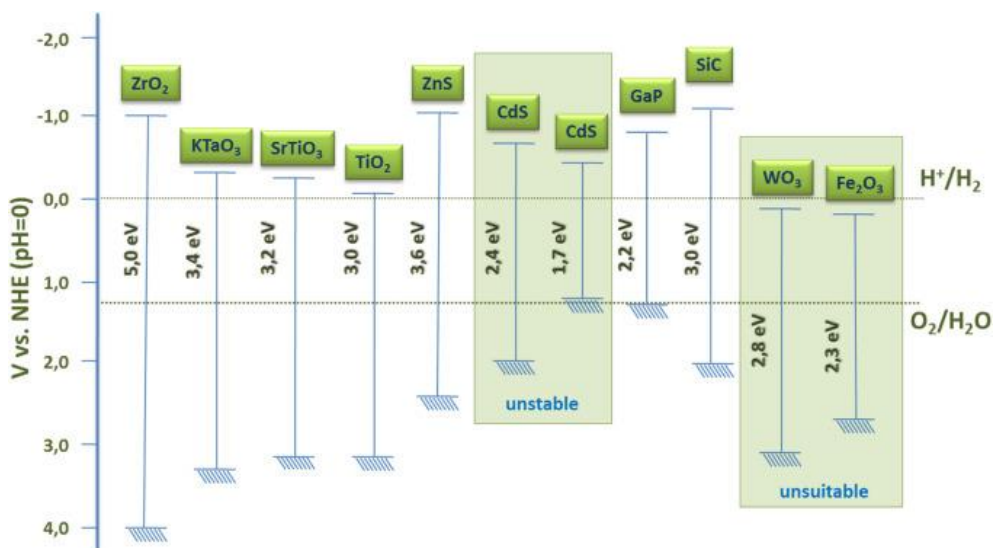 V vs. NHE (pH=0)
-2,0
-1,0
0,0
1,0
2,0
3,0
4,0
ZrO₂
KTaO₃
SrTiO₃
TiO₂
ZnS
CdS
CdS
GaP
SiC
WO₃
Fe₂O₃
H⁺/H₂
O₂/H₂O
5,0 eV
3,4 eV
3,2 eV
3,0 eV
3,6 eV
2,4 eV
1,7 eV
2,2 eV
3,0 eV
2,8 eV
2,3 eV
unstable
unsuitable